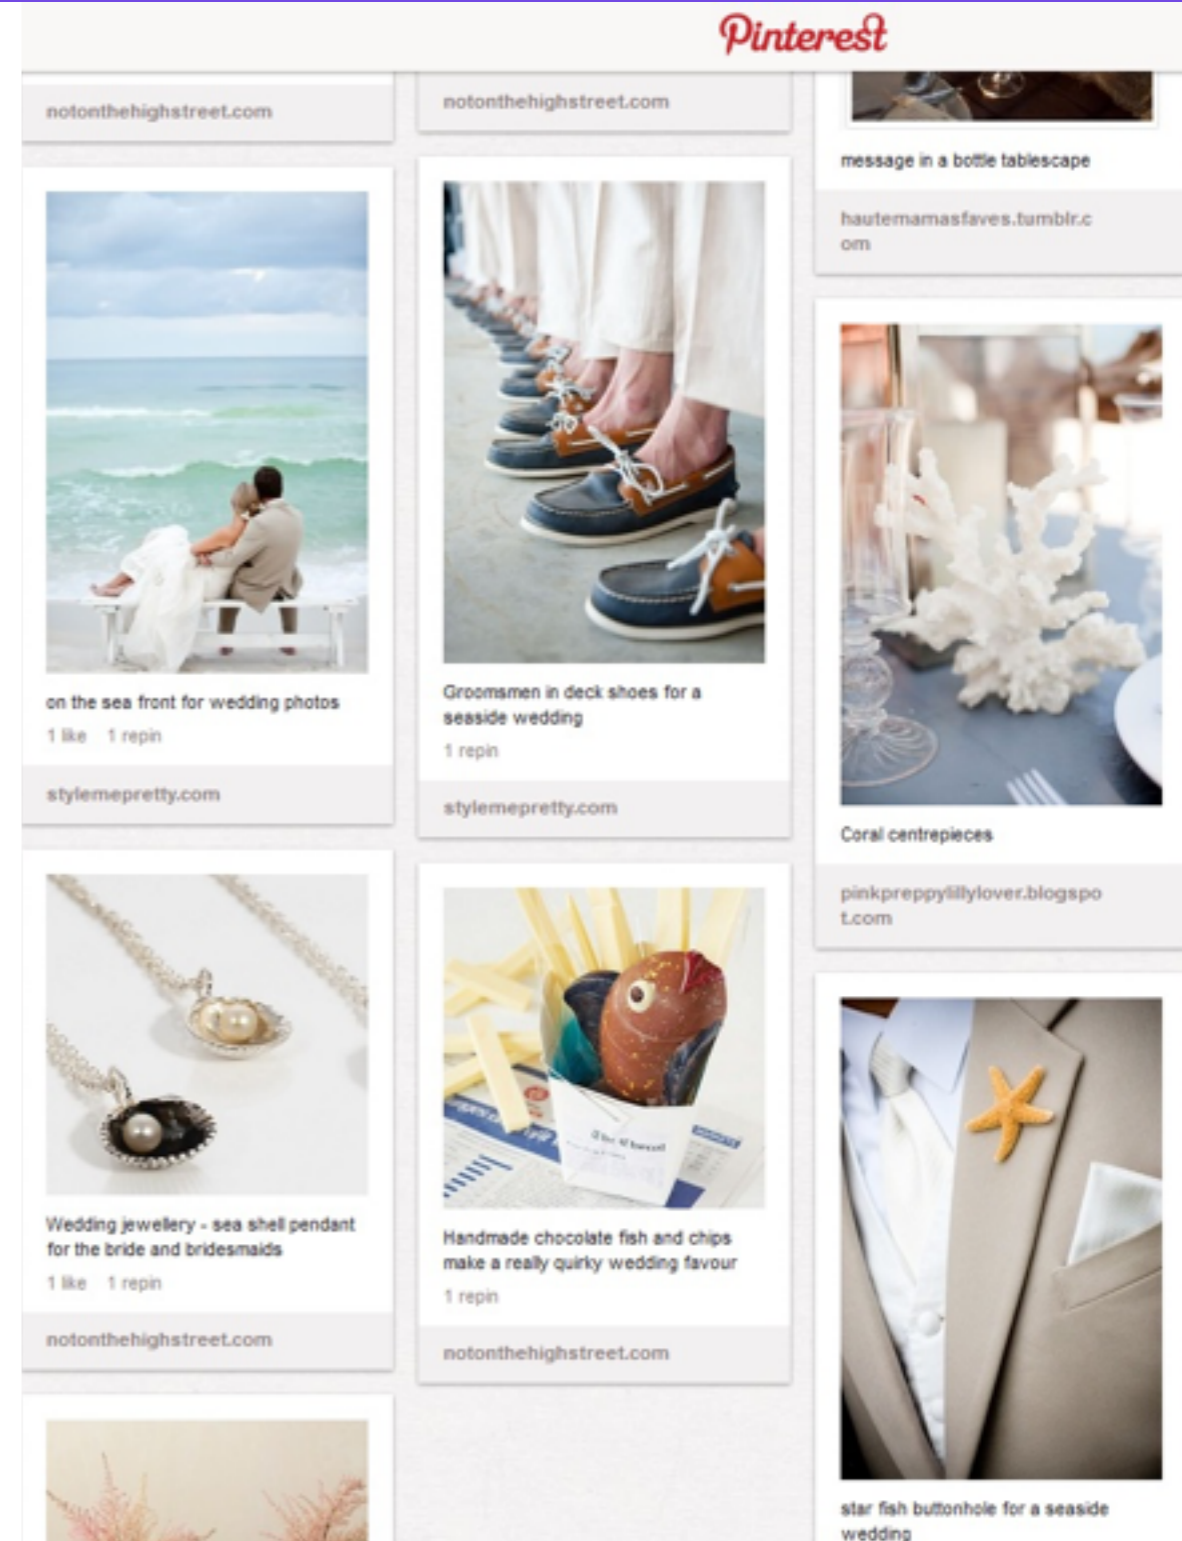 Pinterest
notonthehighstreet.com
on the sea front for wedding photos
1 like 1 repin
stylemepretty.com
Wedding jewellery - sea shell pendant
for the bride and bridesmaids
1 like 1 repin
notonthehighstreet.com
notonthehighstreet.com
Groomsmen in deck shoes for a
seaside wedding
1 repin
stylemepretty.com
Handmade chocolate fish and chips
make a really quirky wedding favour
1 repin
notonthehighstreet.com
message in a bottle tablescape
hautemamasfaves.tumblr.c
om
Coral centrepieces
pinkpreppylillylover.blogspo
t.com
star fish buttonhole for a seaside
wedding